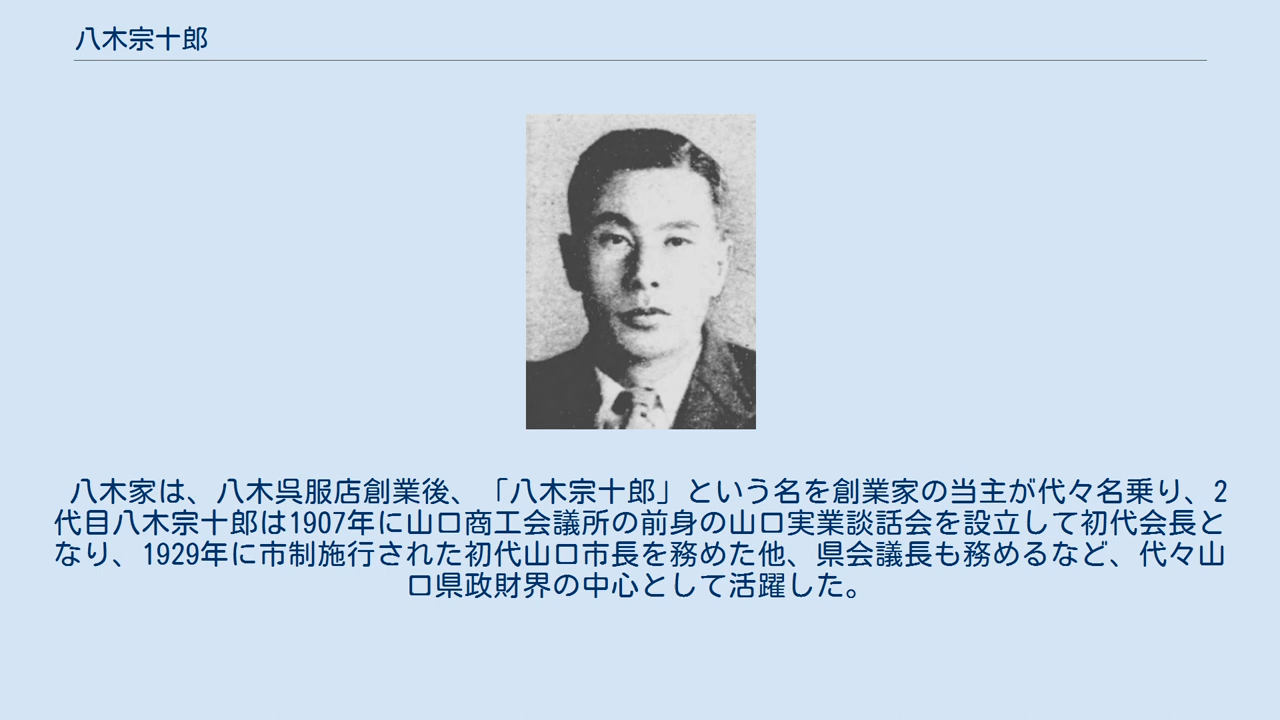 八木宗十郎
八木家は、八木呉服店創業後、「八木宗十郎」という名を創業家の当主が代々名乗り、2
代目八木宗十郎は1907年に山口商工会議所の前身の山口実業談話会を設立して初代会長と
なり、1929年に市制施行された初代山口市長を務めた他、県会議長も務めるなど、代々山
口県政財界の中心として活躍した。